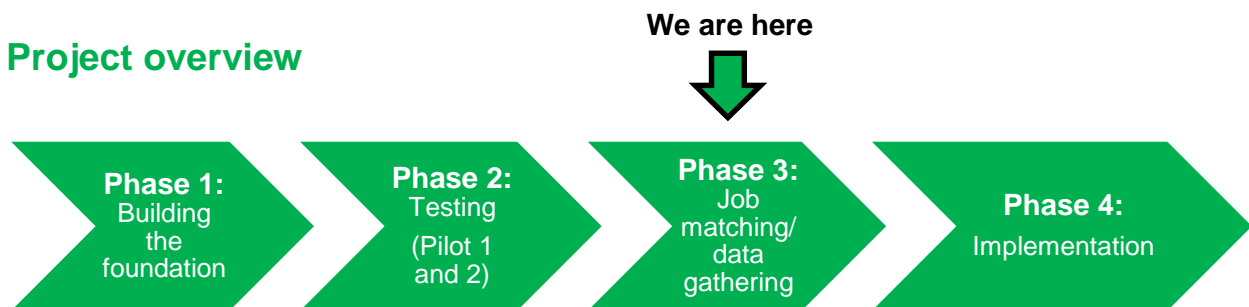 We are here
Project overview
Phase 1:
Building
the
foundation
Phase 2:
Testing
(Pilot 1
and 2)
Phase 3:
Job
matching/
data
gathering
Phase 4:
Implementation